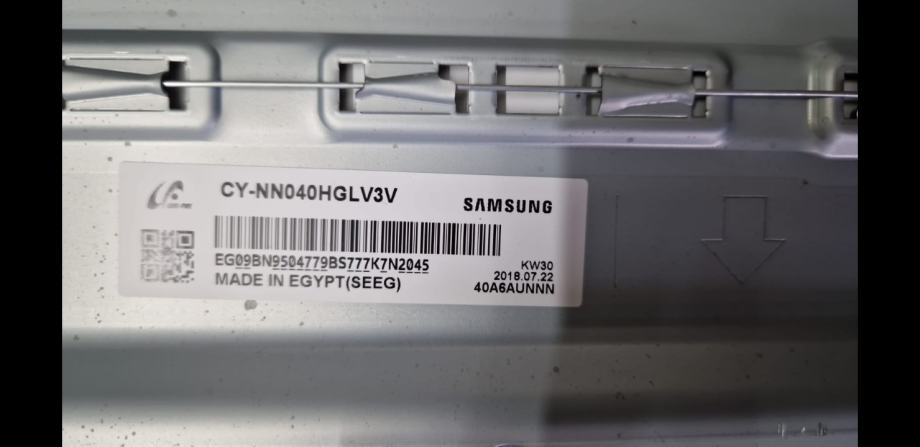 CY-NN040HGLV3V
SAMSUNG
EG09BN9504779BS777K7N2045
KW30
2018.07.22
MADE IN EGYPT(SEEG)
40A6AUNNN